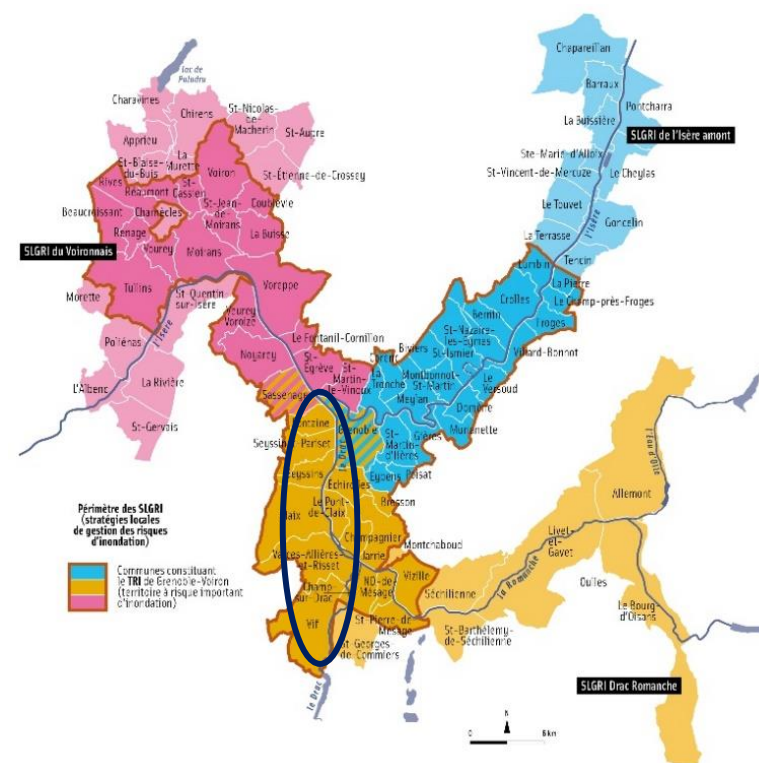 lac de
Paladru
Charavines
Chirens
St-Nicolas-
de-
Macherin
St-Aupre
Apprieu
La
Murette
St-Blaise-
du-Buis
St-Étienne-de-Crossey
Voiron
Rives
Réaumont
St-
Cassien
Beaucroissant
Charnècles
St-Jean-
de-
Moirans
Coublevie
Renage
La Buisse
SLGRI du Voironnais
Vourey
Moirans
Tullins
Voreppe
Morette
St-Quentin
-sur-Isère
l'Isère
Poliénas
Veurey
Voroize
Le Fontanil-Cornillon
Noyarey
St-
Egrève
St-
Martin-
le-Vinoux
L'Albenc
La Rivière
St-Gervais
Sassenage
Chapareillan
Barraux
Pontcharra
La Buissière
SLGRI de l'Isère amont
Ste-Marie-d'Alloix
St-Vincent-de-Mercuze
Le Cheylas
Le Touvet
l'Isère
Goncelin
La Terrasse
Tencin
Lumbin
La Pierre
Crolles
Le Champ-près-Froges
Bernin
Froges
St-Nazaire-
les-Eymes
St-Ismier
Villard-Bonnot
Biviers
Corenc
La
Tronche
Montbonnot-
St-Martin
Meylan
Le
Versoud
Domène
Murianette
Grenoble
St-
Martin-
d'Hères
Gières
Eybens
Poisat
Fontaine
Seyssinet-
Pariset
le Drac
Seyssins
Échirolles
Bresson
Claix
Le Pont-
de-Claix
Champagnier
Jarrie
Montchaboud
Varces-Allières-
et-Risset
Champ-
sur-Drac
ND-de-
Mésage
Vizille
Vif
St-Pierre-de-
Mésage
St-Georges-
de-Commiers
le Drac
Séchilienne
la Romanche
St-Barthélemy-
de-Séchilienne
Livet-
et-
Gavet
Allemont
l'Eau d'Olle
Oulles
Le Bourg-
d'Oisans
SLGRI Drac Romanche
Périmètre des SLGRI
(stratégies locales
de gestion des risques
d'inondation)
Communes constituant
le TRI de Grenoble-Voiron
(territoire à risque important
d'inondation)
N
0 6 km